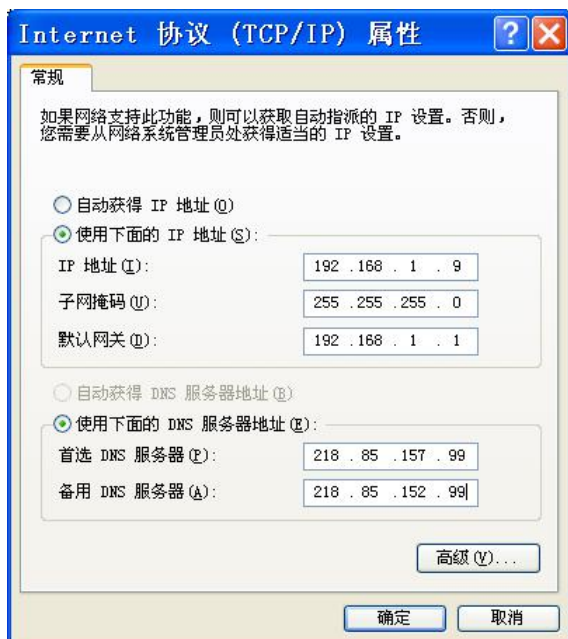 Internet 协议 (TCP/IP) 属性
常规
如果网络支持此功能，则可以获取自动指派的 IP 设置。否则，
您需要从网络系统管理员处获得适当的 IP 设置。
自动获得 IP 地址(O)
使用下面的 IP 地址(S):
IP 地址(I): 192 .168 . 1 . 9
子网掩码(U): 255 .255 .255 . 0
默认网关(D): 192 .168 . 1 . 1
自动获得 DNS 服务器地址(B)
使用下面的 DNS 服务器地址(E):
首选 DNS 服务器(P): 218 . 85 .157 . 99
备用 DNS 服务器(A): 218 . 85 .152 . 99
高级(V)...
确定 取消